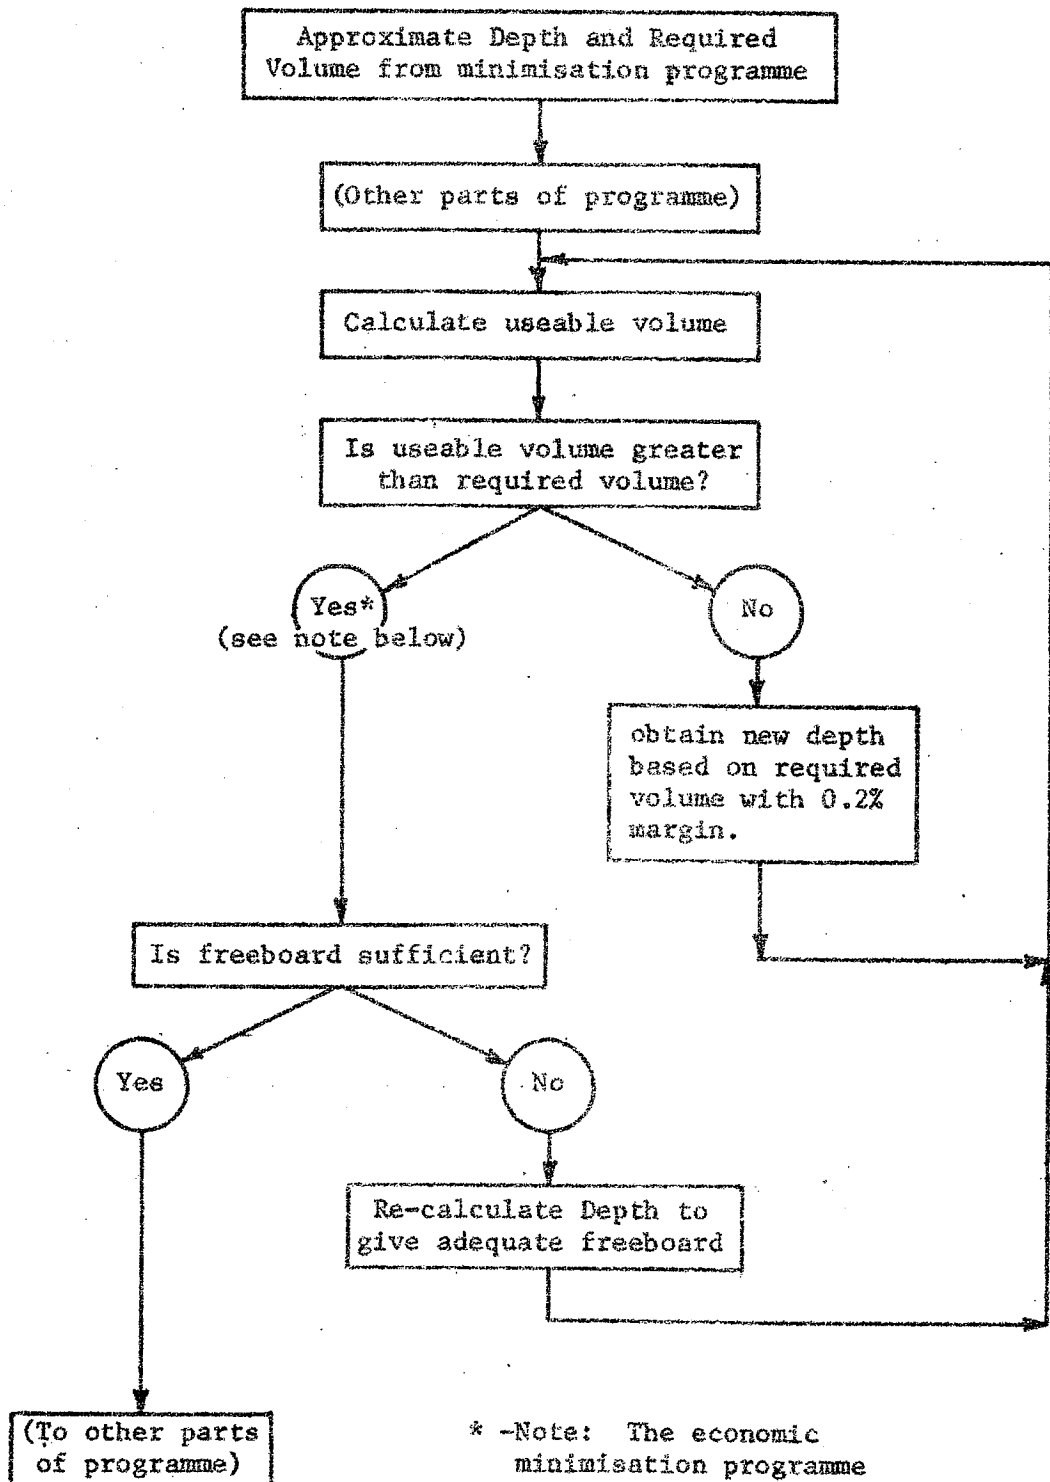 Approximate Depth and Required
Volume from minimisation programme
(Other parts of programme)
Calculate useable volume
Is useable volume greater
than required volume?
Yes*
(see note below)
No
obtain new depth
based on required
volume with 0.2%
margin.
Is freeboard sufficient?
Yes
No
Re-calculate Depth to
give adequate freeboard
(To other parts
of programme)
* -Note: The economic
minimisation programme